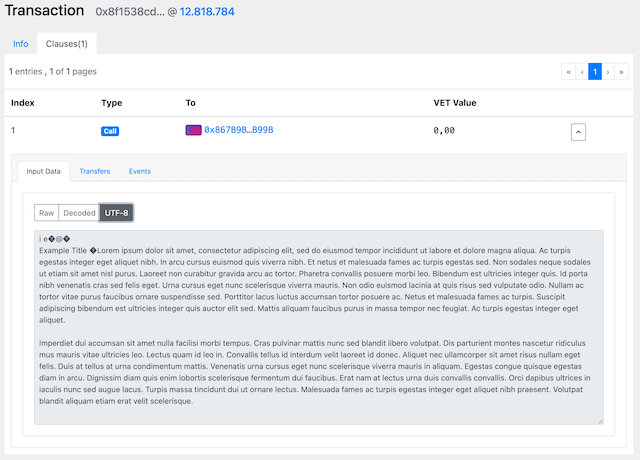 Transaction 0x8f1538cd... @ 12.818.784
Info Clauses(1)
1 entries , 1 of 1 pages
« ‹ 1 › »
Index Type To VET Value
1 Call 0x867B9B…B99B 0,00
Input Data Transfers Events
Raw Decoded UTF-8
i e�@�
Example Title �Lorem ipsum dolor sit amet, consectetur adipiscing elit, sed do eiusmod tempor incididunt ut labore et dolore magna aliqua. Ac turpis
egestas integer eget aliquet nibh. In arcu cursus euismod quis viverra nibh. Et netus et malesuada fames ac turpis egestas sed. Non sodales neque sodales
ut etiam sit amet nisl purus. Laoreet non curabitur gravida arcu ac tortor. Pharetra convallis posuere morbi leo. Bibendum est ultricies integer quis. Id porta
nibh venenatis cras sed felis eget. Urna cursus eget nunc scelerisque viverra mauris. Non odio euismod lacinia at quis risus sed vulputate odio. Nullam ac
tortor vitae purus faucibus ornare suspendisse sed. Porttitor lacus luctus accumsan tortor posuere ac. Netus et malesuada fames ac turpis. Suscipit
adipiscing bibendum est ultricies integer quis auctor elit sed. Mattis aliquam faucibus purus in massa tempor nec feugiat. Ac turpis egestas integer eget
aliquet.
Imperdiet dui accumsan sit amet nulla facilisi morbi tempus. Cras pulvinar mattis nunc sed blandit libero volutpat. Dis parturient montes nascetur ridiculus
mus mauris vitae ultricies leo. Lectus quam id leo in. Convallis tellus id interdum velit laoreet id donec. Aliquet nec ullamcorper sit amet risus nullam eget
felis. Duis at tellus at urna condimentum mattis. Venenatis urna cursus eget nunc scelerisque viverra mauris in aliquam. Egestas congue quisque egestas
diam in arcu. Dignissim diam quis enim lobortis scelerisque fermentum dui faucibus. Erat nam at lectus urna duis convallis convallis. Orci dapibus ultrices in
iaculis nunc sed augue lacus. Turpis massa tincidunt dui ut ornare lectus. Malesuada fames ac turpis egestas integer eget aliquet nibh praesent. Volutpat
blandit aliquam etiam erat velit scelerisque.